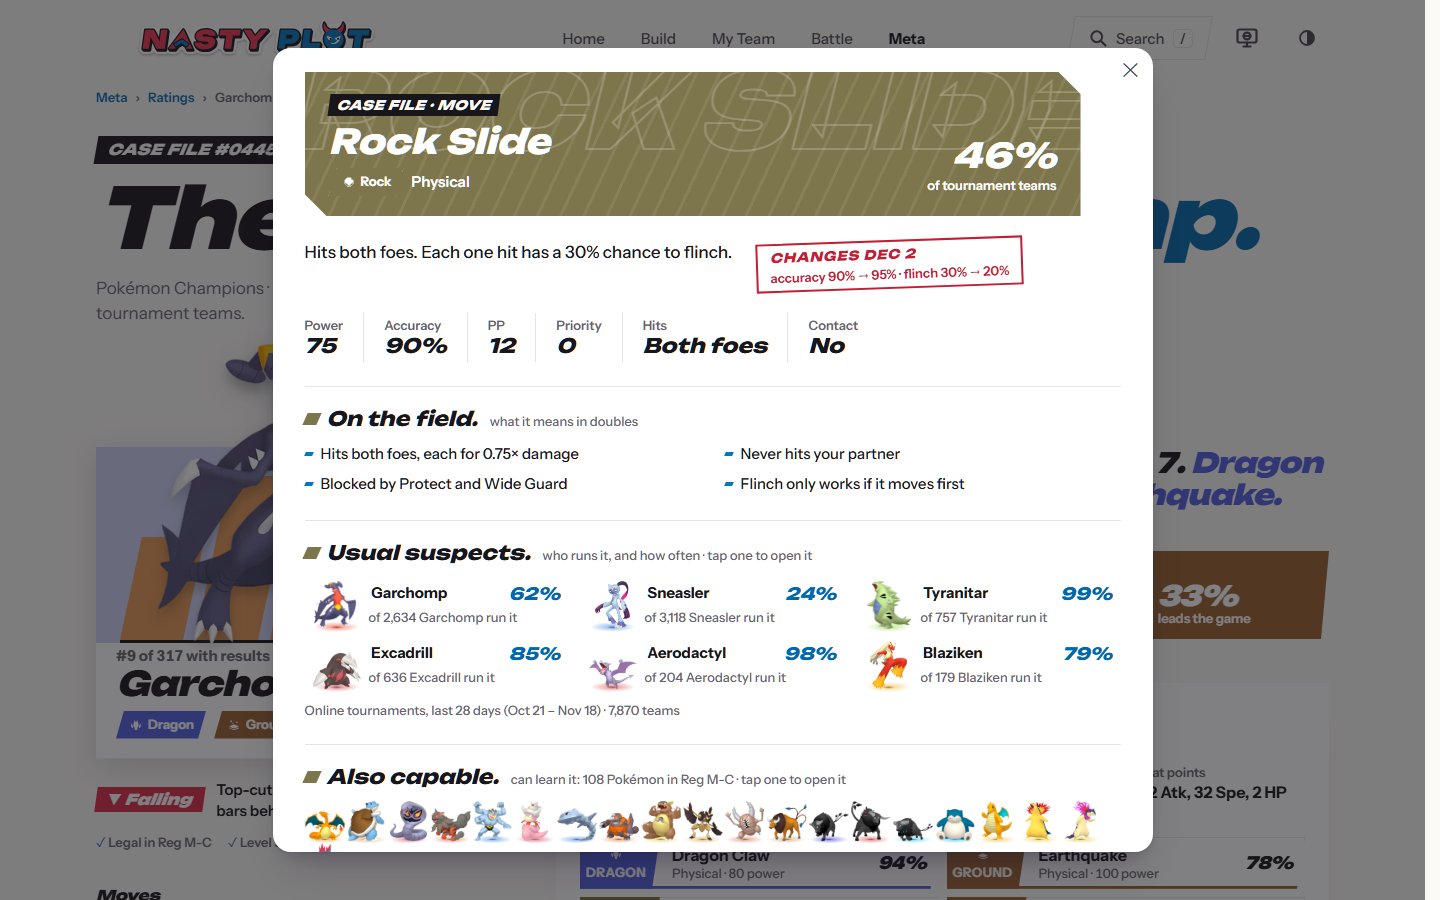 NASTY PLOT
Home
Build
My Team
Battle
Meta
Search /
Meta › Ratings › Garchom
CASE FILE #0445
The
p.
Pokémon Champions ·
tournament teams.
CASE FILE · MOVE
ROCK SLIDE
Rock Slide
Rock Physical
46%
of tournament teams
Hits both foes. Each one hit has a 30% chance to flinch.
CHANGES DEC 2
accuracy 90% → 95% · flinch 30% → 20%
Power
75
Accuracy
90%
PP
12
Priority
0
Hits
Both foes
Contact
No
On the field. what it means in doubles
Hits both foes, each for 0.75× damage
Never hits your partner
Blocked by Protect and Wide Guard
Flinch only works if it moves first
Usual suspects. who runs it, and how often · tap one to open it
Garchomp 62%
of 2,634 Garchomp run it
Sneasler 24%
of 3,118 Sneasler run it
Tyranitar 99%
of 757 Tyranitar run it
Excadrill 85%
of 636 Excadrill run it
Aerodactyl 98%
of 204 Aerodactyl run it
Blaziken 79%
of 179 Blaziken run it
Online tournaments, last 28 days (Oct 21 – Nov 18) · 7,870 teams
Also capable. can learn it: 108 Pokémon in Reg M-C · tap one to open it
7. Dragon
hquake.
33%
leads the game
#9 of 317 with results
Garcho
Dragon
Grou
▼ Falling
Top-cut
bars beh
✓ Legal in Reg M-C ✓ Level
Moves
at points
2 Atk, 32 Spe, 2 HP
DRAGON
Dragon Claw
Physical · 80 power
94%
GROUND
Earthquake
Physical · 100 power
78%